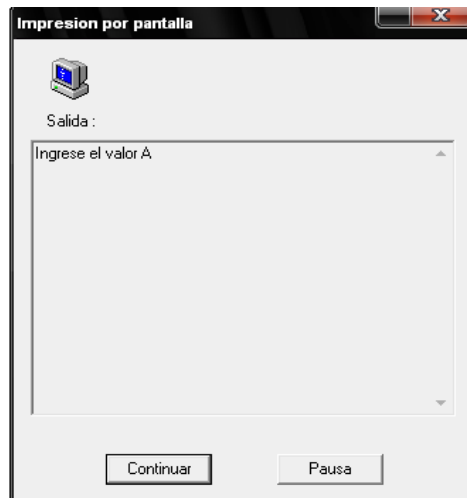 Impresion por pantalla
Salida :
Ingrese el valor A
Continuar
Pausa